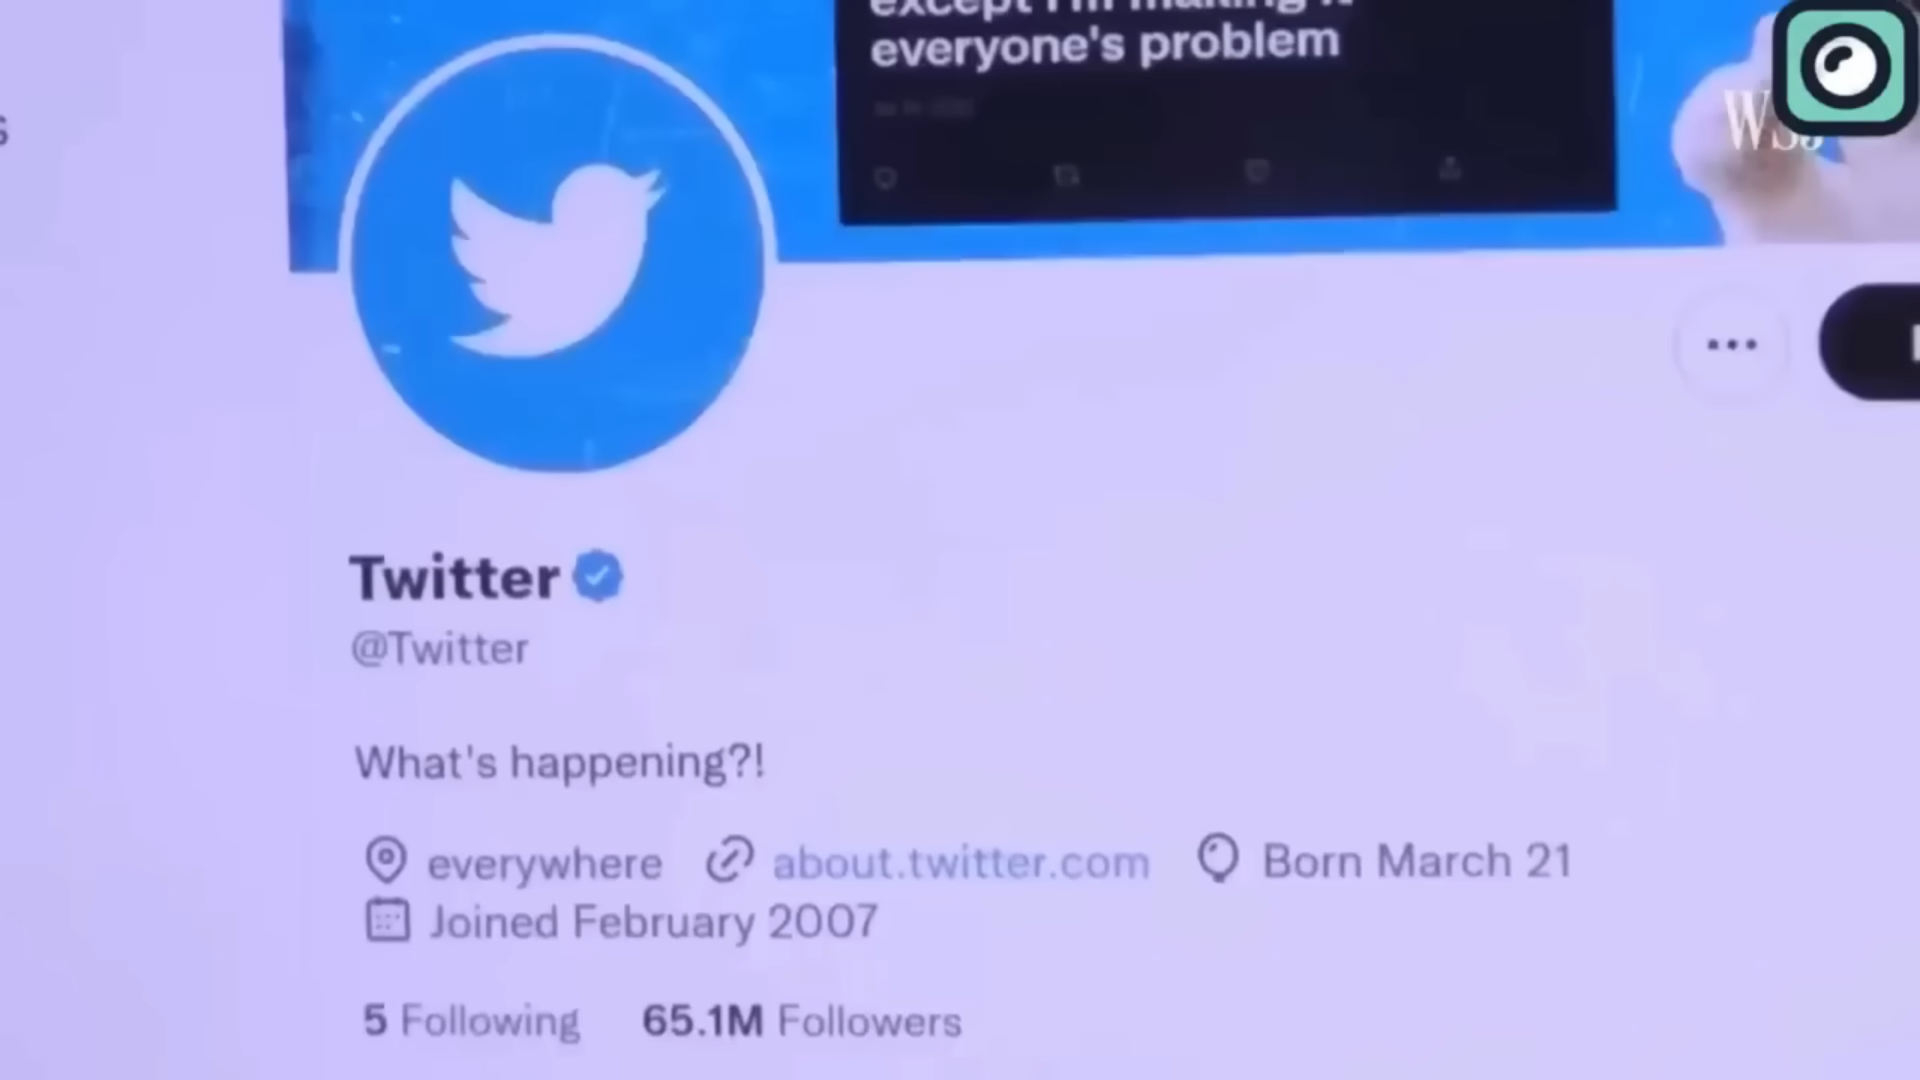 everyone's problem
WSJ
Twitter
@Twitter
What's happening?!
everywhere about.twitter.com Born March 21
Joined February 2007
5 Following 65.1M Followers